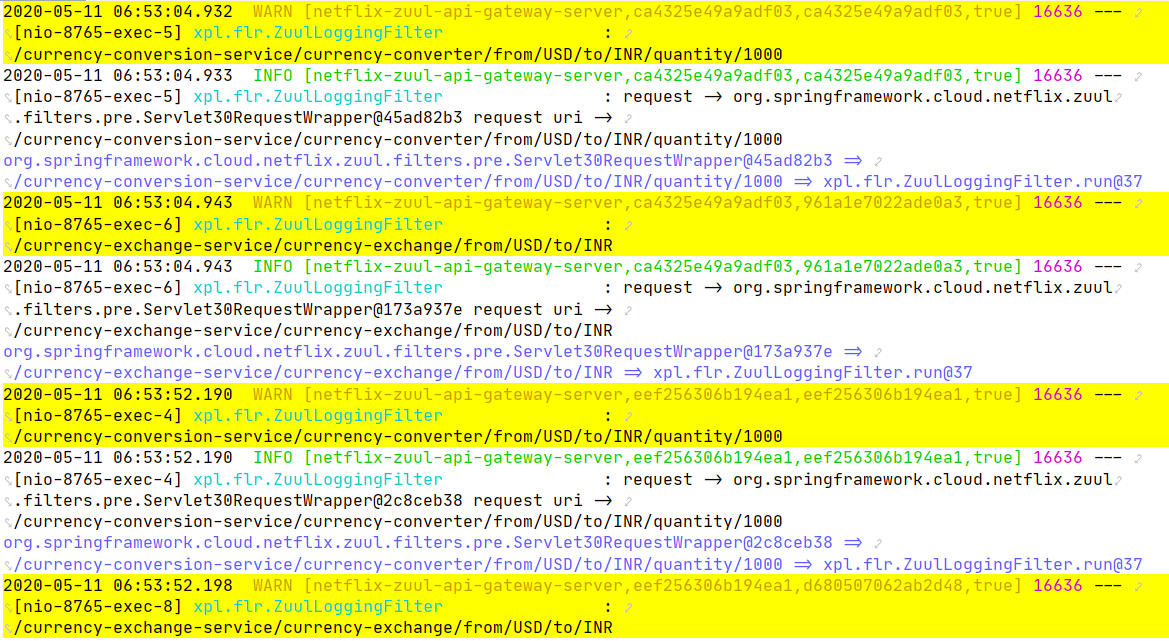 2020-05-11 06:53:04.932  WARN [netflix-zuul-api-gateway-server,ca4325e49a9adf03,ca4325e49a9adf03,true] 16636 ---
[nio-8765-exec-5] xpl.flr.ZuulLoggingFilter                :
/currency-conversion-service/currency-converter/from/USD/to/INR/quantity/1000
2020-05-11 06:53:04.933  INFO [netflix-zuul-api-gateway-server,ca4325e49a9adf03,ca4325e49a9adf03,true] 16636 ---
[nio-8765-exec-5] xpl.flr.ZuulLoggingFilter                : request -> org.springframework.cloud.netflix.zuul
.filters.pre.Servlet30RequestWrapper@45ad82b3 request uri ->
/currency-conversion-service/currency-converter/from/USD/to/INR/quantity/1000
org.springframework.cloud.netflix.zuul.filters.pre.Servlet30RequestWrapper@45ad82b3 =>
/currency-conversion-service/currency-converter/from/USD/to/INR/quantity/1000 => xpl.flr.ZuulLoggingFilter.run@37
2020-05-11 06:53:04.943  WARN [netflix-zuul-api-gateway-server,ca4325e49a9adf03,961a1e7022ade0a3,true] 16636 ---
[nio-8765-exec-6] xpl.flr.ZuulLoggingFilter                :
/currency-exchange-service/currency-exchange/from/USD/to/INR
2020-05-11 06:53:04.943  INFO [netflix-zuul-api-gateway-server,ca4325e49a9adf03,961a1e7022ade0a3,true] 16636 ---
[nio-8765-exec-6] xpl.flr.ZuulLoggingFilter                : request -> org.springframework.cloud.netflix.zuul
.filters.pre.Servlet30RequestWrapper@173a937e request uri ->
/currency-exchange-service/currency-exchange/from/USD/to/INR
org.springframework.cloud.netflix.zuul.filters.pre.Servlet30RequestWrapper@173a937e =>
/currency-exchange-service/currency-exchange/from/USD/to/INR => xpl.flr.ZuulLoggingFilter.run@37
2020-05-11 06:53:52.190  WARN [netflix-zuul-api-gateway-server,eef256306b194ea1,eef256306b194ea1,true] 16636 ---
[nio-8765-exec-4] xpl.flr.ZuulLoggingFilter                :
/currency-conversion-service/currency-converter/from/USD/to/INR/quantity/1000
2020-05-11 06:53:52.190  INFO [netflix-zuul-api-gateway-server,eef256306b194ea1,eef256306b194ea1,true] 16636 ---
[nio-8765-exec-4] xpl.flr.ZuulLoggingFilter                : request -> org.springframework.cloud.netflix.zuul
.filters.pre.Servlet30RequestWrapper@2c8ceb38 request uri ->
/currency-conversion-service/currency-converter/from/USD/to/INR/quantity/1000
org.springframework.cloud.netflix.zuul.filters.pre.Servlet30RequestWrapper@2c8ceb38 =>
/currency-conversion-service/currency-converter/from/USD/to/INR/quantity/1000 => xpl.flr.ZuulLoggingFilter.run@37
2020-05-11 06:53:52.198  WARN [netflix-zuul-api-gateway-server,eef256306b194ea1,d680507062ab2d48,true] 16636 ---
[nio-8765-exec-8] xpl.flr.ZuulLoggingFilter                :
/currency-exchange-service/currency-exchange/from/USD/to/INR